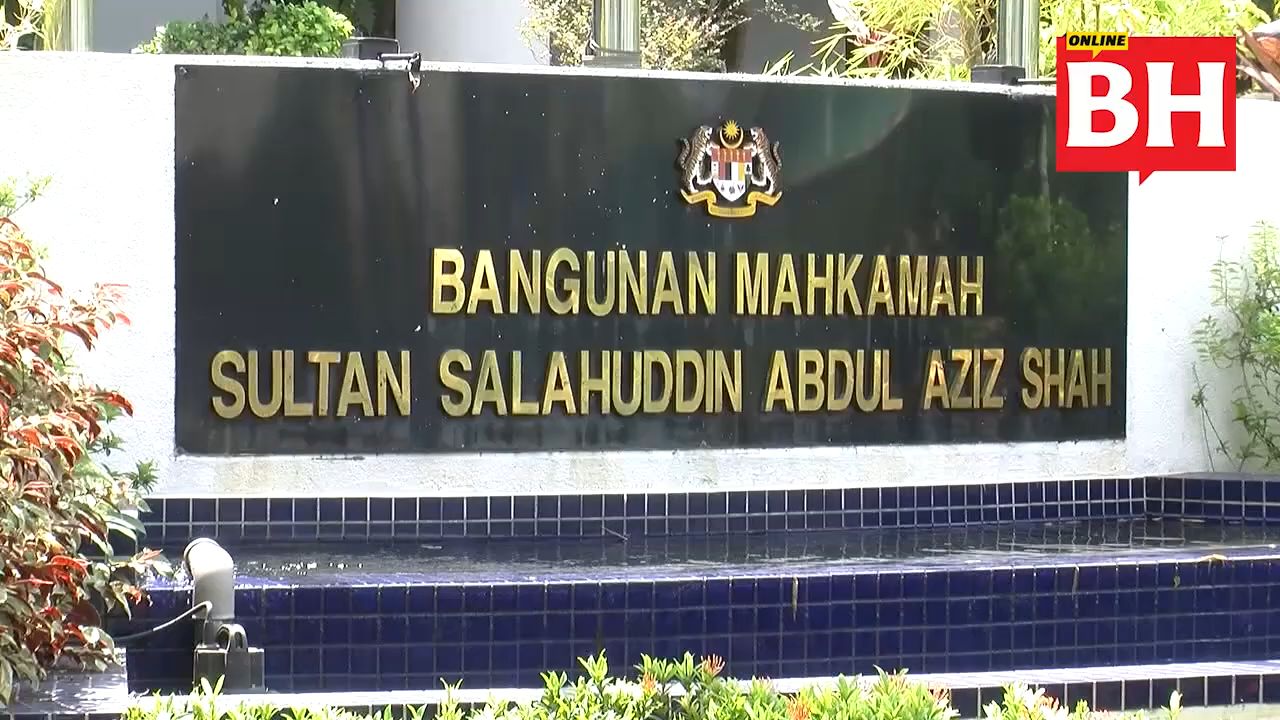 ONLINE
BH
BANGUNAN MAHKAMAH
SULTAN SALAHUDDIN ABDUL AZIZ SHAH